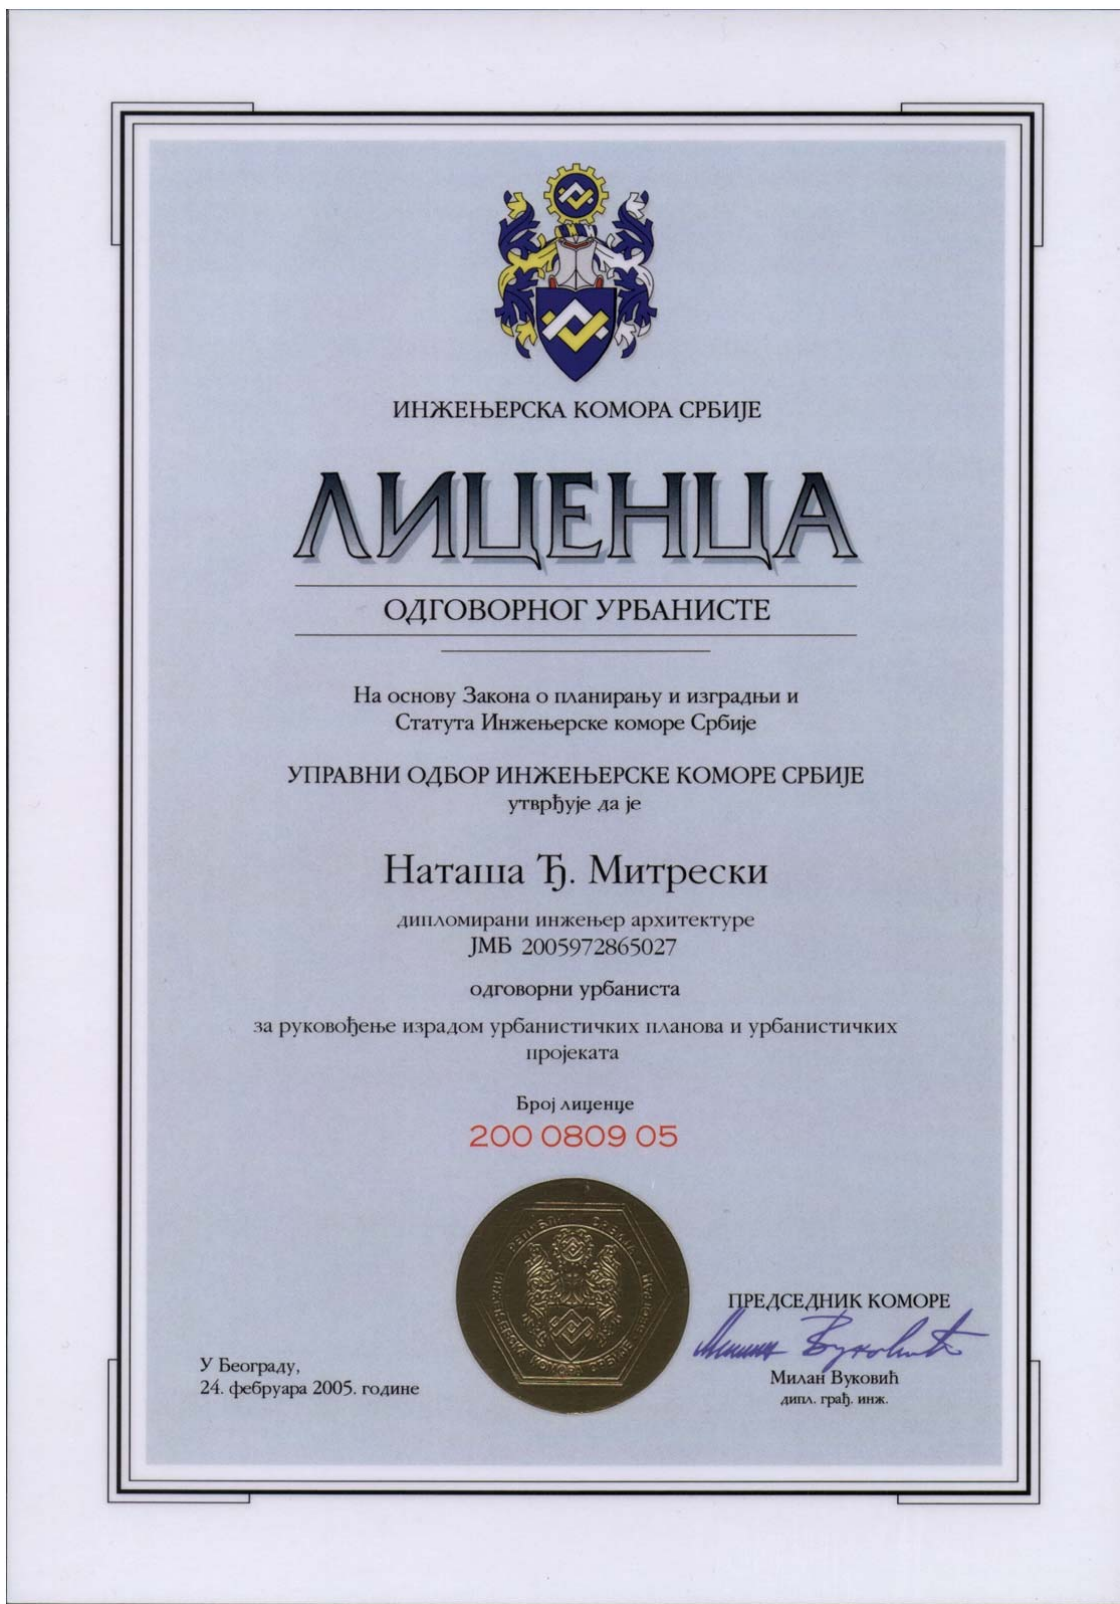 ИНЖЕЊЕРСКА КОМОРА СРБИЈЕ
ЛИЦЕНЦА
ОДГОВОРНОГ УРБАНИСТЕ
На основу Закона о планирању и изградњи и
Статута Инжењерске коморе Србије
УПРАВНИ ОДБОР ИНЖЕЊЕРСКЕ КОМОРЕ СРБИЈЕ
утврђује да је
Наташа Ђ. Митрески
дипломирани инжењер архитектуре
ЈМБ 2005972865027
одговорни урбаниста
за руковођење израдом урбанистичких планова и урбанистичких
пројеката
Број лиценце
200 0809 05
ПРЕДСЕДНИК КОМОРЕ
Милан Вуковић
Милан Вуковић
дипл. грађ. инж.
У Београду,
24. фебруара 2005. године